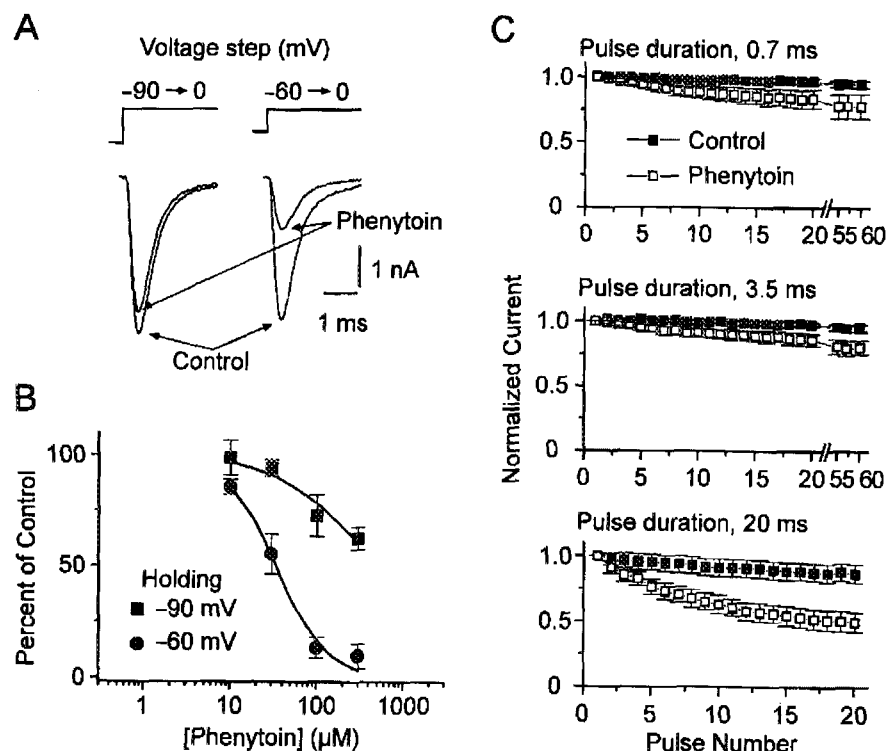 A
Voltage step (mV)
–90 → 0
–60 → 0
Phenytoin
1 nA
1 ms
Control
B
Percent of Control
100
50
0
Holding
–90 mV
–60 mV
1
10
100
1000
[Phenytoin] (µM)
C
Normalized Current
Pulse duration, 0.7 ms
1.0
0.5
0
Control
Phenytoin
0 5 10 15 20 55 60
Pulse duration, 3.5 ms
1.0
0.5
0
0 5 10 15 20 55 60
Pulse duration, 20 ms
1.0
0.5
0
0 5 10 15 20
Pulse Number